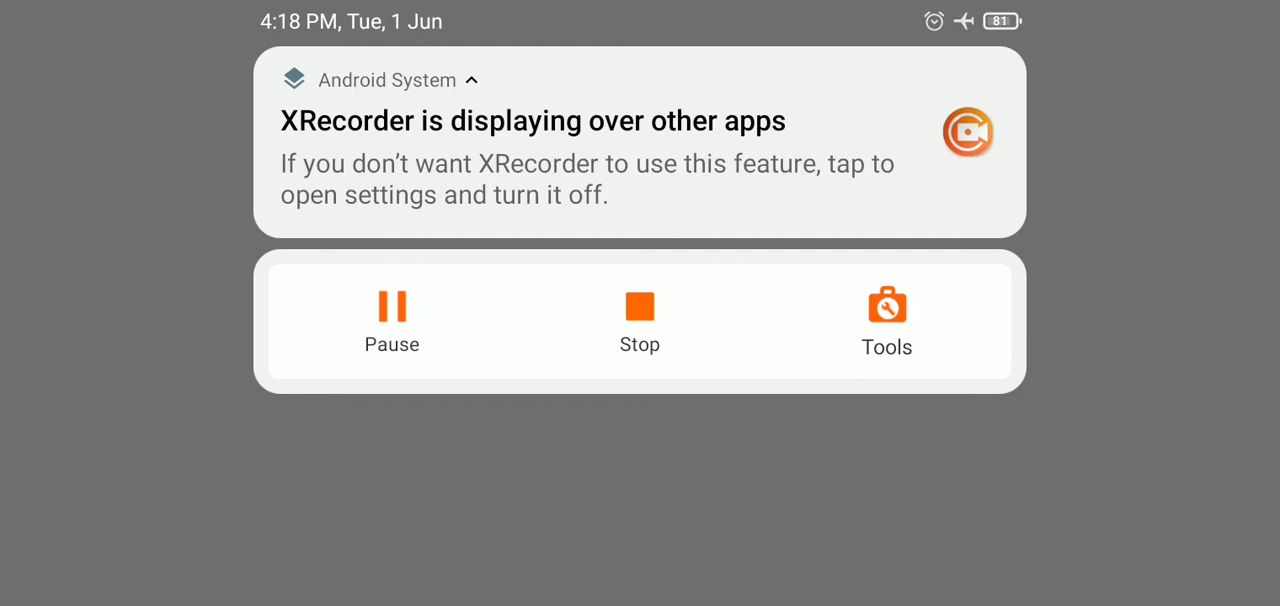 4:18 PM, Tue, 1 Jun
81
Android System
XRecorder is displaying over other apps
If you don’t want XRecorder to use this feature, tap to
open settings and turn it off.
Pause
Stop
Tools